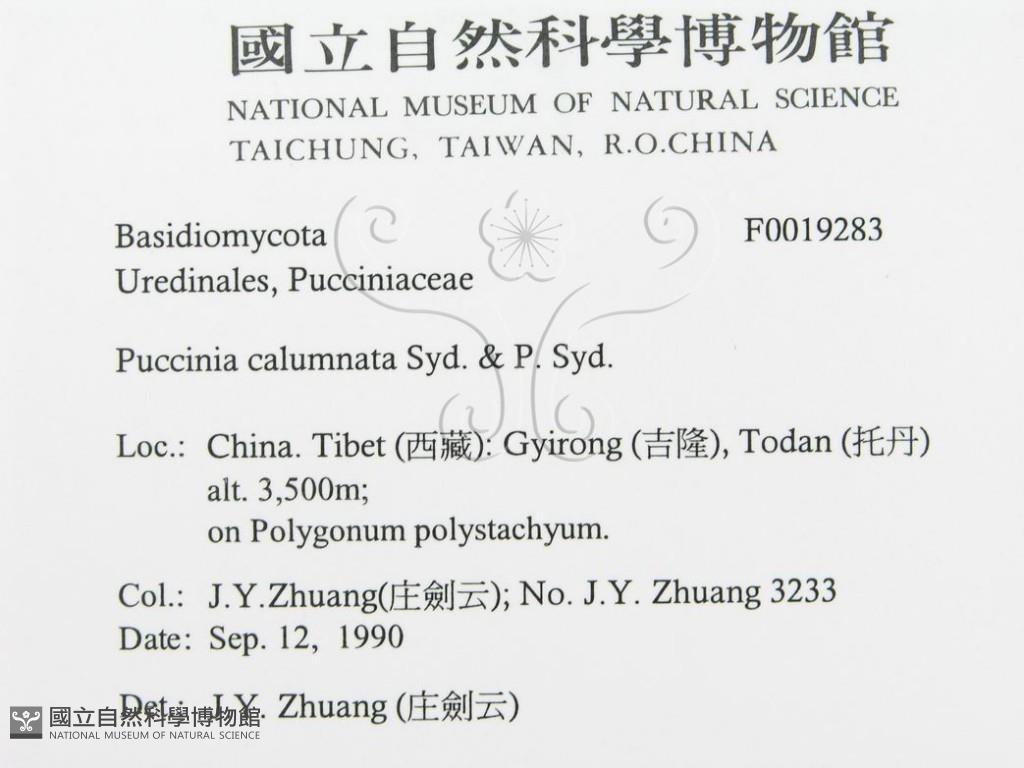 國立自然科學博物館
NATIONAL MUSEUM OF NATURAL SCIENCE
TAICHUNG, TAIWAN, R.O.CHINA
Basidiomycota F0019283
Uredinales, Pucciniaceae
Puccinia calumnata Syd. & P. Syd.
Loc.: China. Tibet (西藏): Gyirong (吉隆), Todan (托丹)
alt. 3,500m;
on Polygonum polystachyum.
Col.: J.Y.Zhuang(庄劍云); No. J.Y. Zhuang 3233
Date: Sep. 12, 1990
Det.: J.Y. Zhuang (庄劍云)
國立自然科學博物館
NATIONAL MUSEUM OF NATURAL SCIENCE